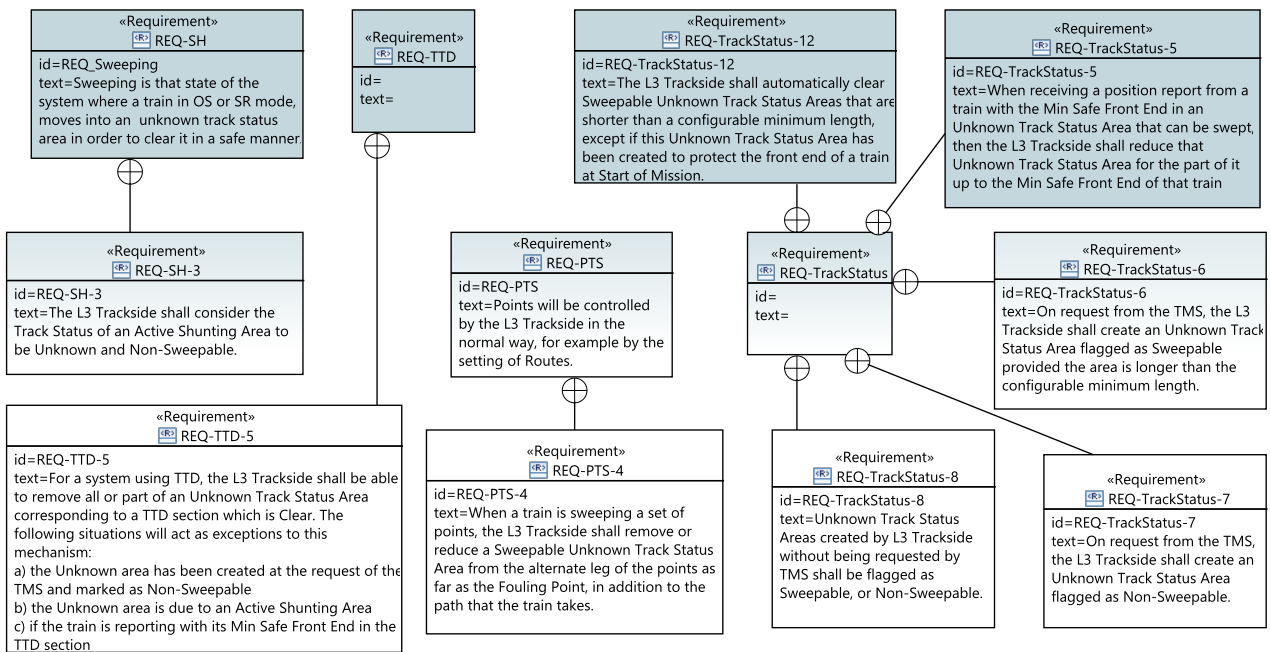 «Requirement»
REQ-SH
id=REQ_Sweeping
text=Sweeping is that state of the
system where a train in OS or SR mode,
moves into an unknown track status
area in order to clear it in a safe manner.
«Requirement»
REQ-TTD
id=
text=
«Requirement»
REQ-TrackStatus-12
id=REQ-TrackStatus-12
text=The L3 Trackside shall automatically clear
Sweepable Unknown Track Status Areas that are
shorter than a configurable minimum length,
except if this Unknown Track Status Area has
been created to protect the front end of a train
at Start of Mission.
«Requirement»
REQ-TrackStatus-5
id=REQ-TrackStatus-5
text=When receiving a position report from a
train with the Min Safe Front End in an
Unknown Track Status Area that can be swept,
then the L3 Trackside shall reduce that
Unknown Track Status Area for the part of it
up to the Min Safe Front End of that train
«Requirement»
REQ-SH-3
id=REQ-SH-3
text=The L3 Trackside shall consider the
Track Status of an Active Shunting Area to
be Unknown and Non-Sweepable.
«Requirement»
REQ-PTS
id=REQ-PTS
text=Points will be controlled
by the L3 Trackside in the
normal way, for example by the
setting of Routes.
«Requirement»
REQ-TrackStatus
id=
text=
«Requirement»
REQ-TrackStatus-6
id=REQ-TrackStatus-6
text=On request from the TMS, the L3
Trackside shall create an Unknown Track
Status Area flagged as Sweepable
provided the area is longer than the
configurable minimum length.
«Requirement»
REQ-TTD-5
id=REQ-TTD-5
text=For a system using TTD, the L3 Trackside shall be able
to remove all or part of an Unknown Track Status Area
corresponding to a TTD section which is Clear. The
following situations will act as exceptions to this
mechanism:
a) the Unknown area has been created at the request of the
TMS and marked as Non-Sweepable
b) the Unknown area is due to an Active Shunting Area
c) if the train is reporting with its Min Safe Front End in the
TTD section
«Requirement»
REQ-PTS-4
id=REQ-PTS-4
text=When a train is sweeping a set of
points, the L3 Trackside shall remove or
reduce a Sweepable Unknown Track Status
Area from the alternate leg of the points as
far as the Fouling Point, in addition to the
path that the train takes.
«Requirement»
REQ-TrackStatus-8
id=REQ-TrackStatus-8
text=Unknown Track Status
Areas created by L3 Trackside
without being requested by
TMS shall be flagged as
Sweepable, or Non-Sweepable.
«Requirement»
REQ-TrackStatus-7
id=REQ-TrackStatus-7
text=On request from the TMS,
the L3 Trackside shall create an
Unknown Track Status Area
flagged as Non-Sweepable.